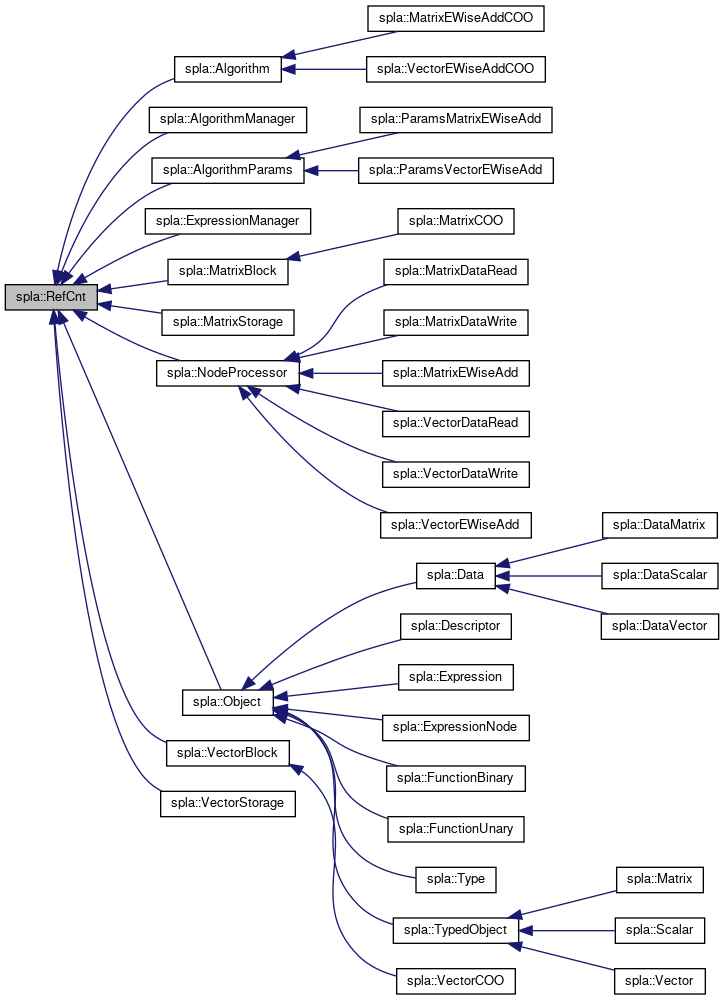 spla::MatrixEWiseAddCOO
spla::Algorithm
spla::VectorEWiseAddCOO
spla::AlgorithmManager
spla::ParamsMatrixEWiseAdd
spla::AlgorithmParams
spla::ParamsVectorEWiseAdd
spla::ExpressionManager
spla::MatrixCOO
spla::MatrixBlock
spla::MatrixDataRead
spla::RefCnt
spla::MatrixStorage
spla::MatrixDataWrite
spla::NodeProcessor
spla::MatrixEWiseAdd
spla::VectorDataRead
spla::VectorDataWrite
spla::VectorEWiseAdd
spla::DataMatrix
spla::Data
spla::DataScalar
spla::Descriptor
spla::DataVector
spla::Expression
spla::Object
spla::ExpressionNode
spla::VectorBlock
spla::FunctionBinary
spla::VectorStorage
spla::FunctionUnary
spla::Type
spla::Matrix
spla::TypedObject
spla::Scalar
spla::VectorCOO
spla::Vector